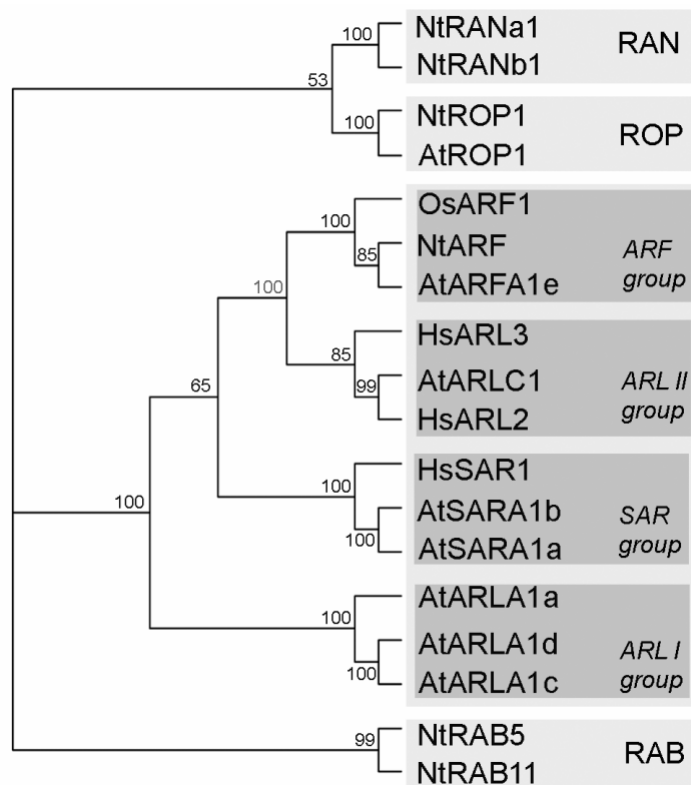 100
NtRANa1
RAN
NtRANb1
53
100
NtROP1
ROP
AtROP1
100
OsARF1
85
NtARF
ARF
group
AtARFA1e
100
85
HsARL3
99
AtARLC1
ARL II
group
HsARL2
65
100
HsSAR1
100
AtSARA1b
SAR
group
AtSARA1a
100
100
AtARLA1a
100
AtARLA1d
ARL I
group
AtARLA1c
99
NtRAB5
RAB
NtRAB11